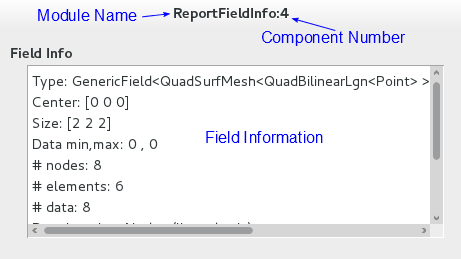 Module Name
ReportFieldInfo:4
Component Number
Field Info
Type: GenericField<QuadSurfMesh<QuadBilinearLgn<Point> >
Center: [0 0 0]
Size: [2 2 2]
Data min,max: 0 , 0
Field Information
# nodes: 8
# elements: 6
# data: 8